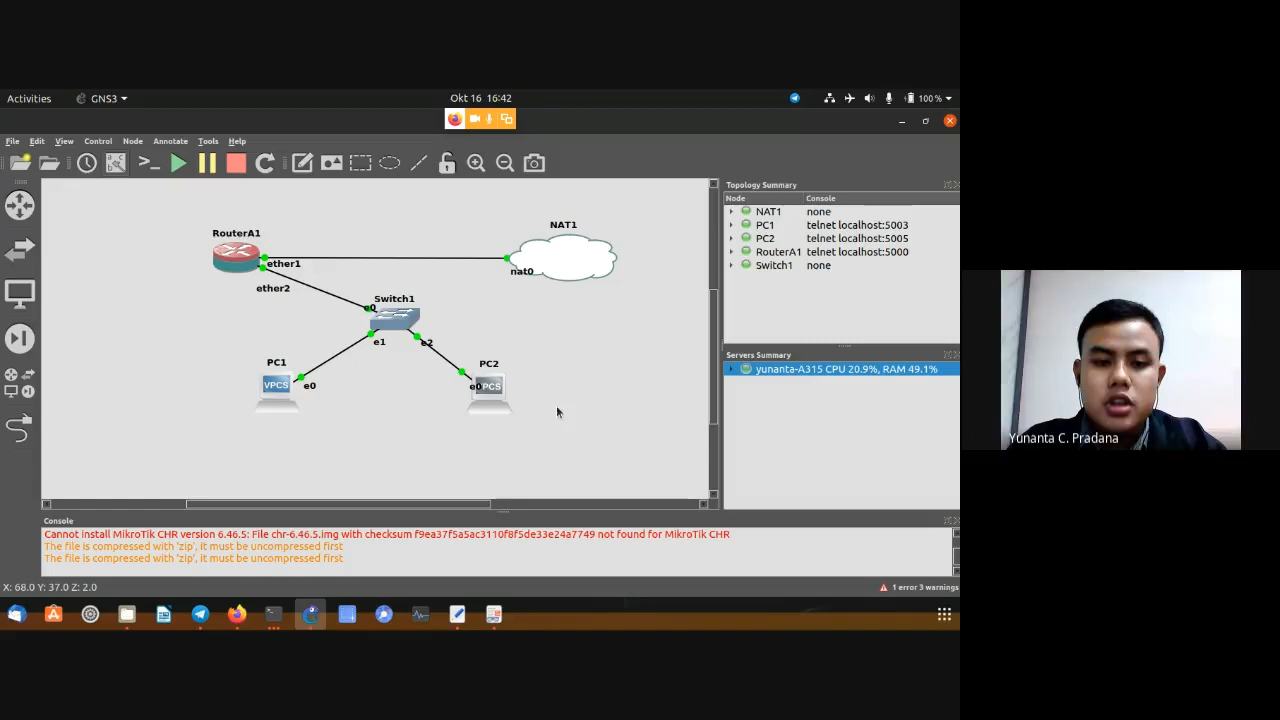 Activities
GNS3
Okt 16 16:42
100 %
File Edit View Control Node Annotate Tools Help
RouterA1
ether1
ether2
NAT1
nat0
Switch1
e0
e1
e2
PC1
VPCS
e0
PC2
e0
PCS
Topology Summary
Node Console
NAT1 none
PC1 telnet localhost:5003
PC2 telnet localhost:5005
RouterA1 telnet localhost:5000
Switch1 none
Servers Summary
yunanta-A315 CPU 20.9%, RAM 49.1%
Yunanta C. Pradana
Console
Cannot install MikroTik CHR version 6.46.5: File chr-6.46.5.img with checksum f9ea37f5a5ac3110f8f5de33e24a7749 not found for MikroTik CHR
The file is compressed with 'zip', it must be uncompressed first
The file is compressed with 'zip', it must be uncompressed first
X: 68.0 Y: 37.0 Z: 2.0
1 error 3 warnings